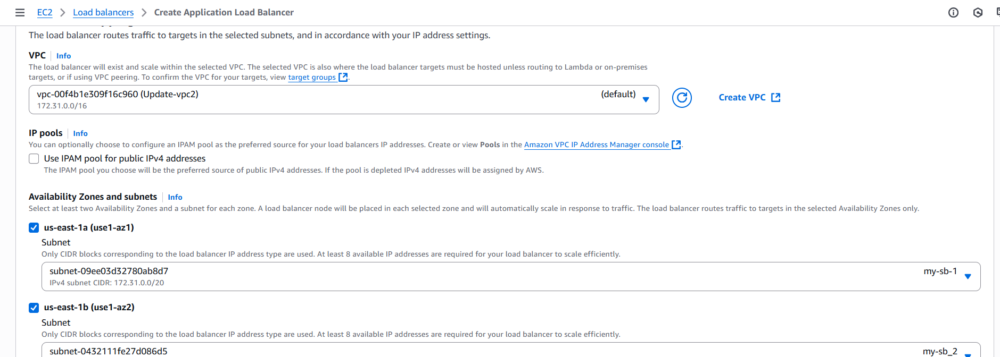 EC2 > Load balancers > Create Application Load Balancer
The load balancer routes traffic to targets in the selected subnets, and in accordance with your IP address settings.
VPC Info
The load balancer will exist and scale within the selected VPC. The selected VPC is also where the load balancer targets must be hosted unless routing to Lambda or on-premises
targets, or if using VPC peering. To confirm the VPC for your targets, view target groups.
vpc-00f4b1e309f16c960 (Update-vpc2) (default)
172.31.0.0/16
Create VPC
IP pools Info
You can optionally choose to configure an IPAM pool as the preferred source for your load balancers IP addresses. Create or view Pools in the Amazon VPC IP Address Manager console.
Use IPAM pool for public IPv4 addresses
The IPAM pool you choose will be the preferred source of public IPv4 addresses. If the pool is depleted IPv4 addresses will be assigned by AWS.
Availability Zones and subnets Info
Select at least two Availability Zones and a subnet for each zone. A load balancer node will be placed in each selected zone and will automatically scale in response to traffic. The load balancer routes traffic to targets in the selected Availability Zones only.
us-east-1a (use1-az1)
Subnet
Only CIDR blocks corresponding to the load balancer IP address type are used. At least 8 available IP addresses are required for your load balancer to scale efficiently.
subnet-09ee03d32780ab8d7 my-sb-1
IPv4 subnet CIDR: 172.31.0.0/20
us-east-1b (use1-az2)
Subnet
Only CIDR blocks corresponding to the load balancer IP address type are used. At least 8 available IP addresses are required for your load balancer to scale efficiently.
subnet-0432111fe27d086d5 my-sb_2